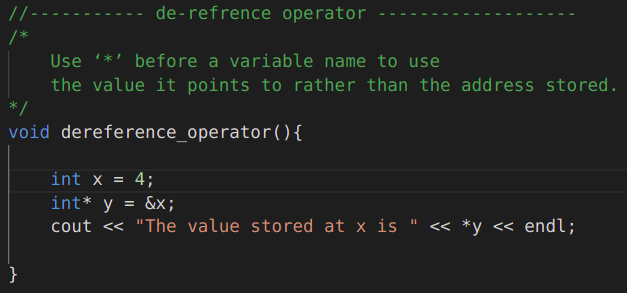 //----------- de-refrence operator -------------------
/*
    Use ‘*’ before a variable name to use
    the value it points to rather than the address stored.
*/
void dereference_operator(){
    int x = 4;
    int* y = &x;
    cout << "The value stored at x is " << *y << endl;
}